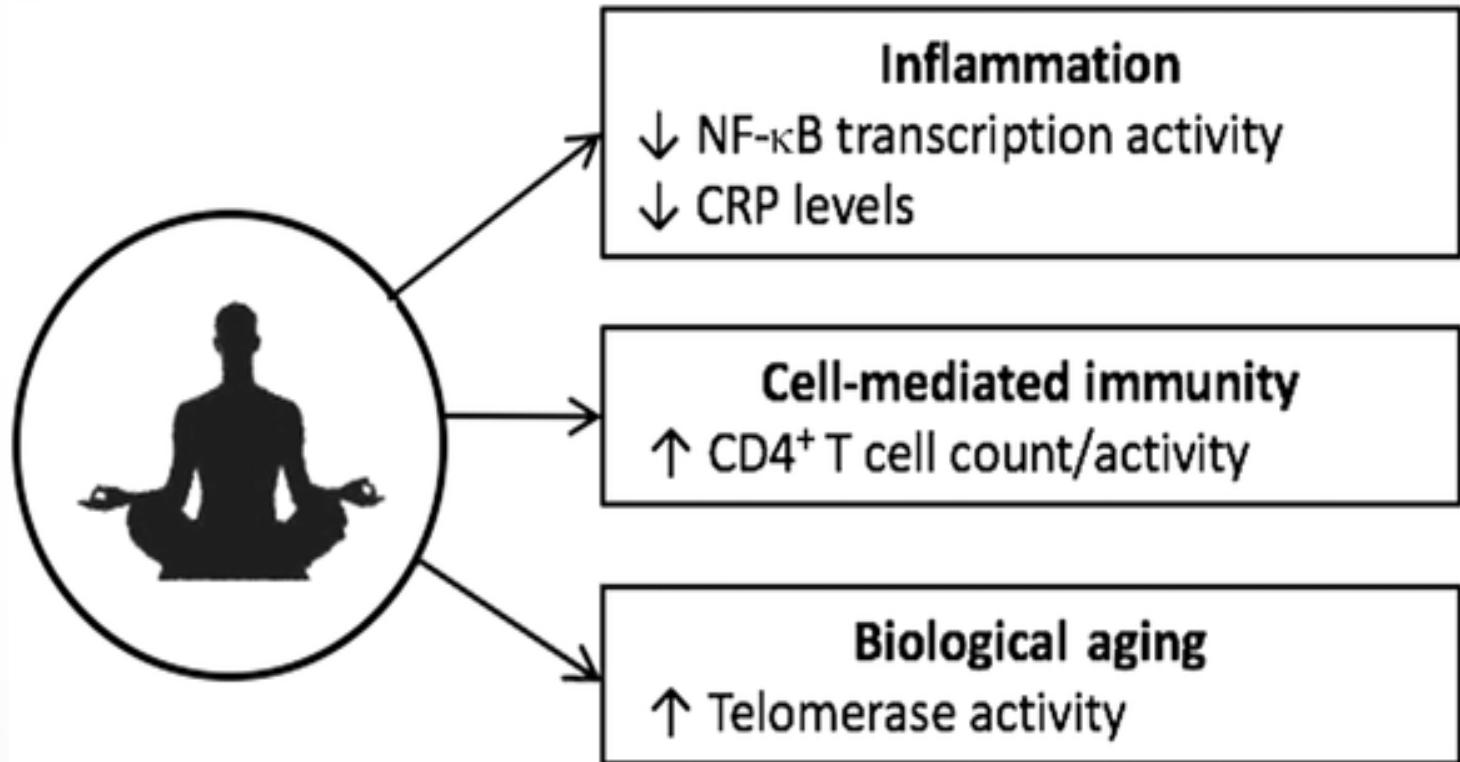 Inflammation
↓ NF-κB transcription activity
↓ CRP levels
Cell-mediated immunity
↑ CD4⁺ T cell count/activity
Biological aging
↑ Telomerase activity